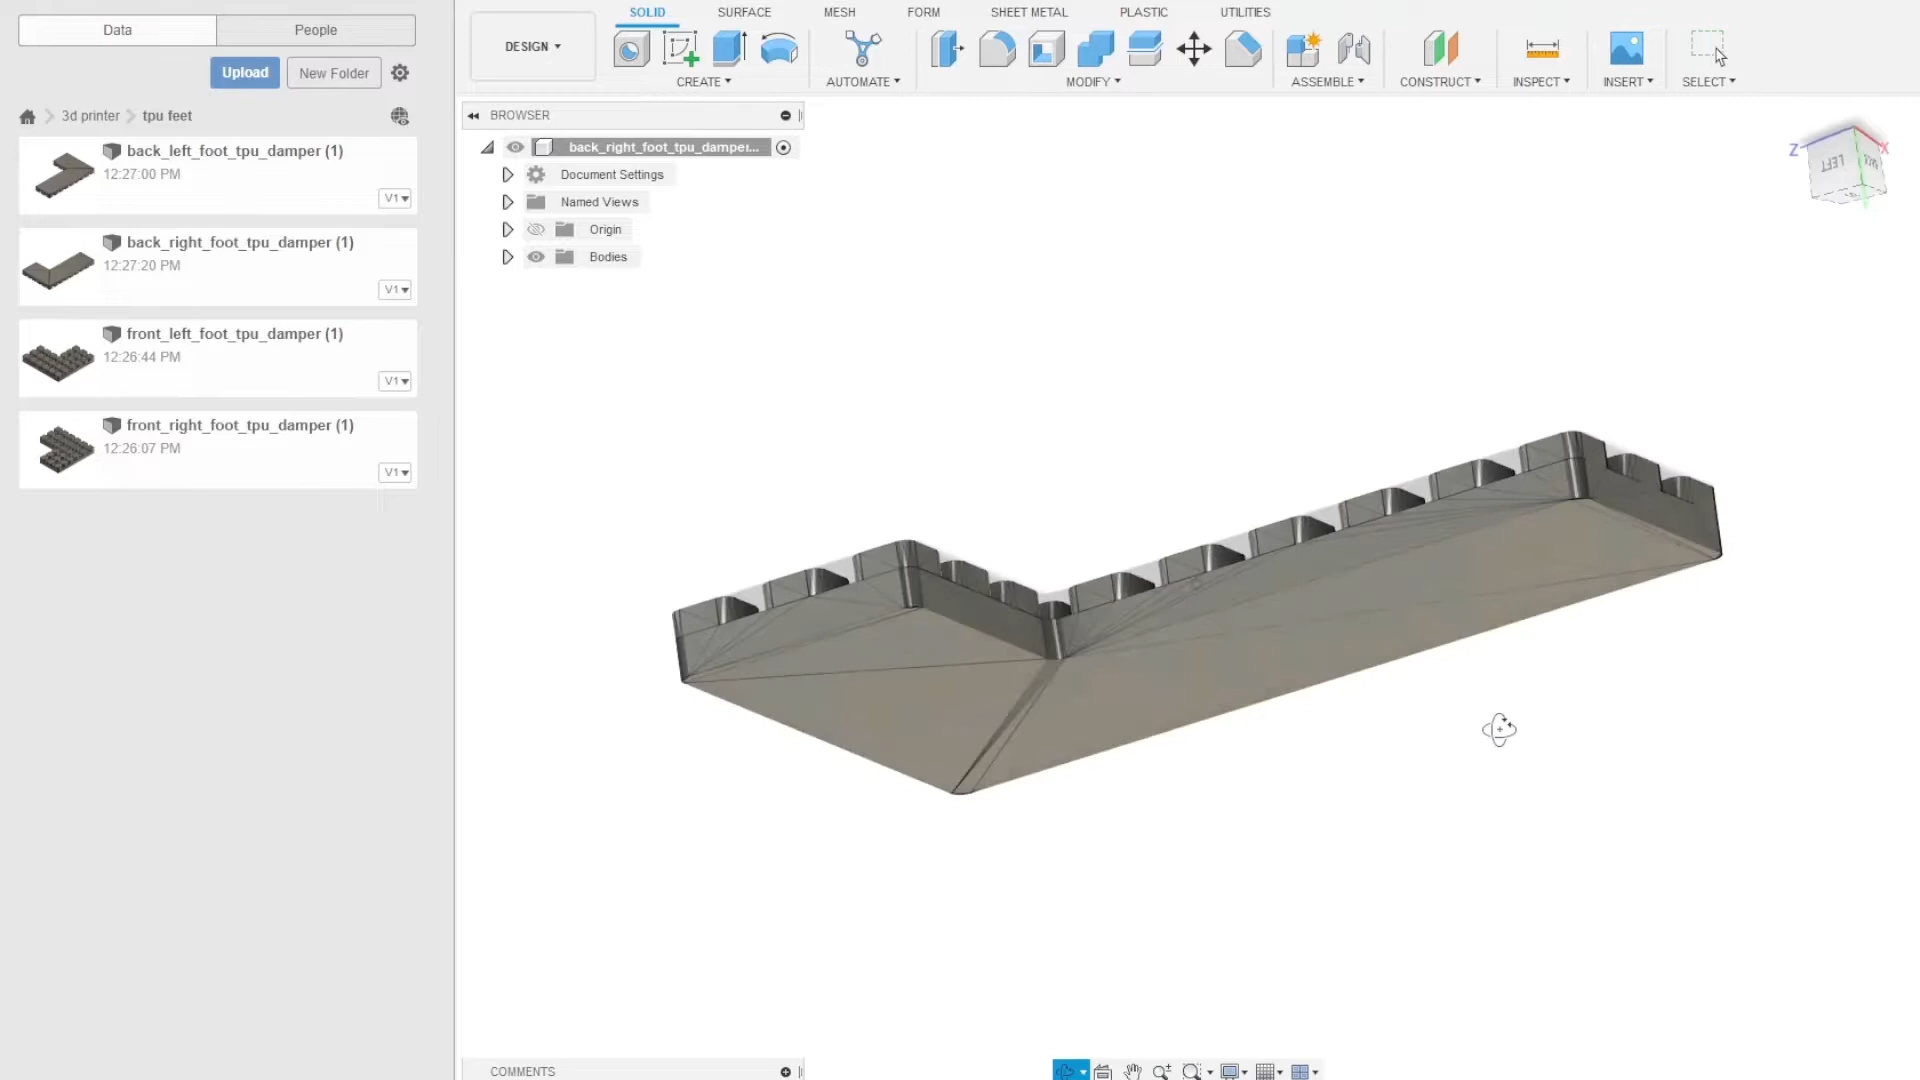 Data
People
Upload
New Folder
3d printer
tpu feet
back_left_foot_tpu_damper (1)
12:27:00 PM
V1
back_right_foot_tpu_damper (1)
12:27:20 PM
V1
front_left_foot_tpu_damper (1)
12:26:44 PM
V1
front_right_foot_tpu_damper (1)
12:26:07 PM
V1
DESIGN
SOLID
SURFACE
MESH
FORM
SHEET METAL
PLASTIC
UTILITIES
CREATE
AUTOMATE
MODIFY
ASSEMBLE
CONSTRUCT
INSPECT
INSERT
SELECT
BROWSER
back_right_foot_tpu_damper...
Document Settings
Named Views
Origin
Bodies
Z
X
LEFT
COMMENTS